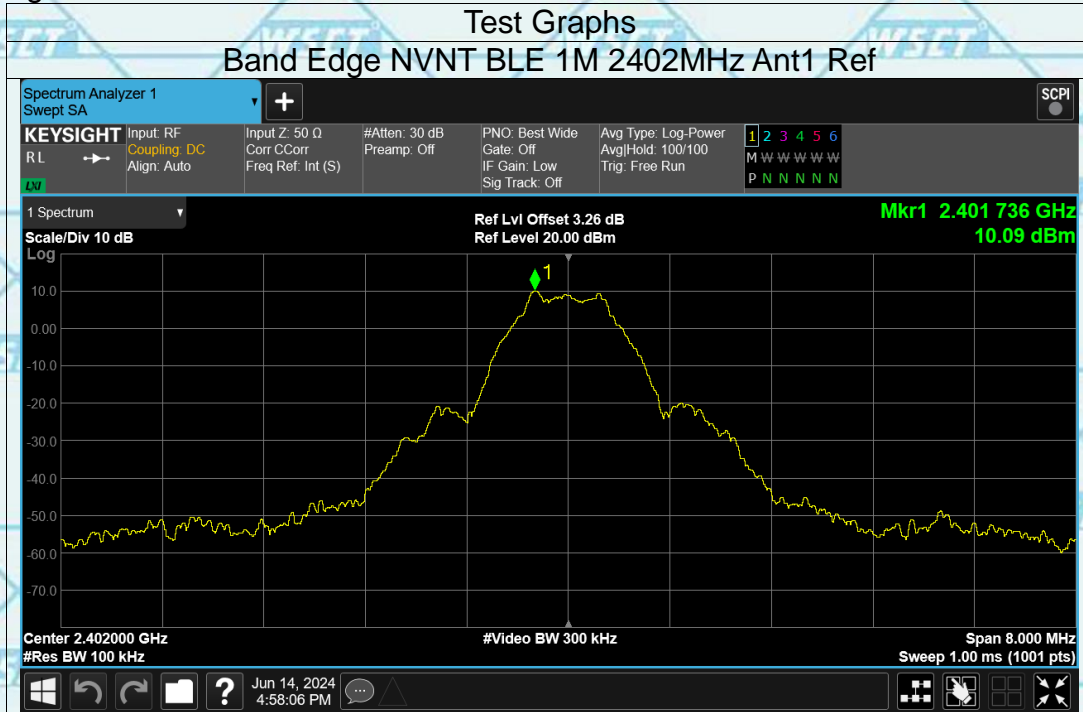 Test Graphs
Band Edge NVNT BLE 1M 2402MHz Ant1 Ref
Spectrum Analyzer 1
Swept SA
+
SCPI
KEYSIGHT
RL
LXI
Input: RF
Coupling: DC
Align: Auto
Input Z: 50 Ω
Corr CCorr
Freq Ref: Int (S)
#Atten: 30 dB
Preamp: Off
PNO: Best Wide
Gate: Off
IF Gain: Low
Sig Track: Off
Avg Type: Log-Power
Avg|Hold: 100/100
Trig: Free Run
1 2 3 4 5 6
M W W W W W
P N N N N N
1 Spectrum
Scale/Div 10 dB
Ref Lvl Offset 3.26 dB
Ref Level 20.00 dBm
Mkr1 2.401 736 GHz
10.09 dBm
Log
1
10.0
0.00
-10.0
-20.0
-30.0
-40.0
-50.0
-60.0
-70.0
Center 2.402000 GHz
#Res BW 100 kHz
#Video BW 300 kHz
Span 8.000 MHz
Sweep 1.00 ms (1001 pts)
?
Jun 14, 2024
4:58:06 PM